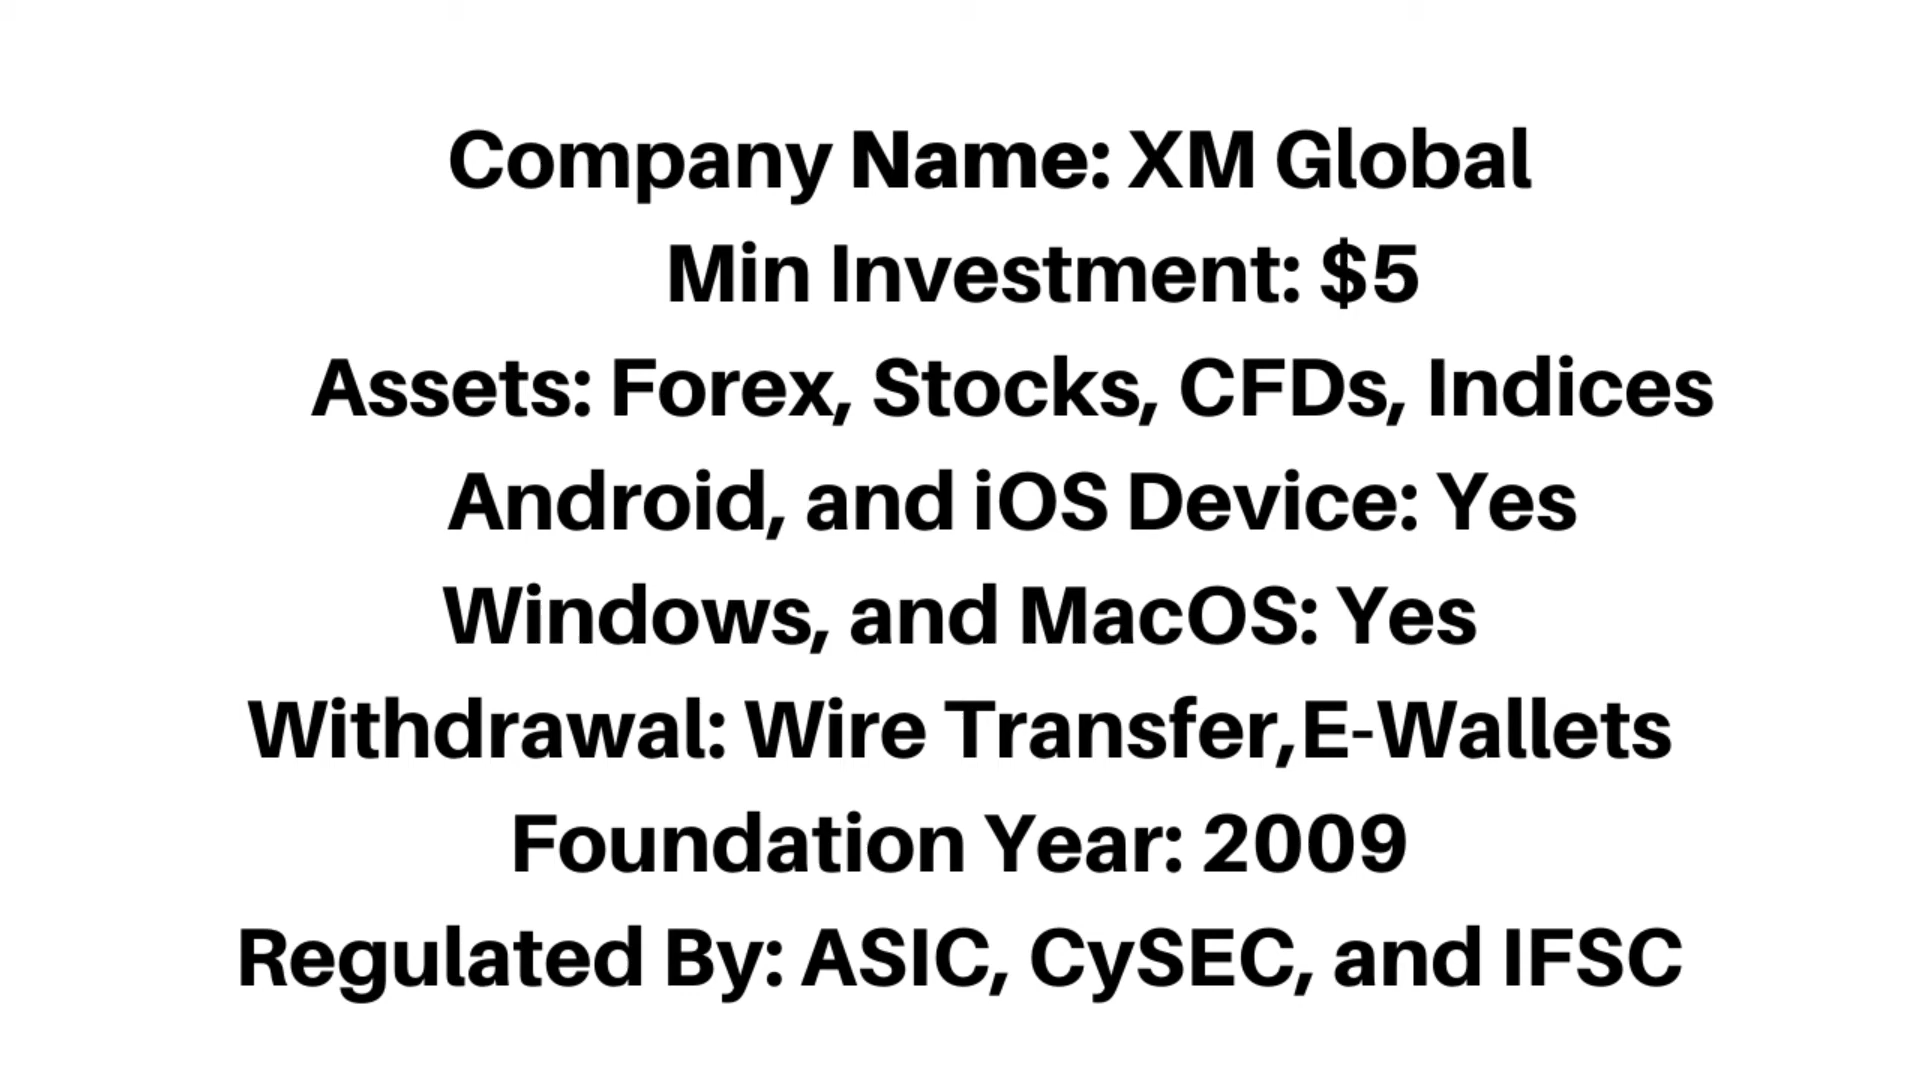 Company Name: XM Global
Min Investment: $5
Assets: Forex, Stocks, CFDs, Indices
Android, and iOS Device: Yes
Windows, and MacOS: Yes
Withdrawal: Wire Transfer,E-Wallets
Foundation Year: 2009
Regulated By: ASIC, CySEC, and IFSC